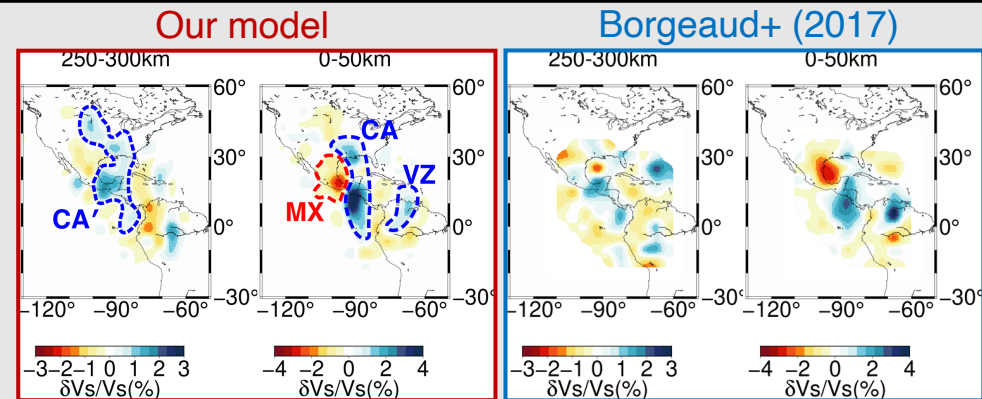 Our model
Borgeaud+ (2017)
250-300km
0-50km
250-300km
0-50km
60°
30°
0°
−30°
−120° −90° −60°
CA'
60°
30°
0°
−30°
−120° −90° −60°
CA
VZ
MX
60°
30°
0°
−30°
−120° −90° −60°
60°
30°
0°
−30°
−120° −90° −60°
−3−2−1 0 1 2 3
δVs/Vs(%)
−4 −2 0 2 4
δVs/Vs(%)
−3−2−1 0 1 2 3
δVs/Vs(%)
−4 −2 0 2 4
δVs/Vs(%)